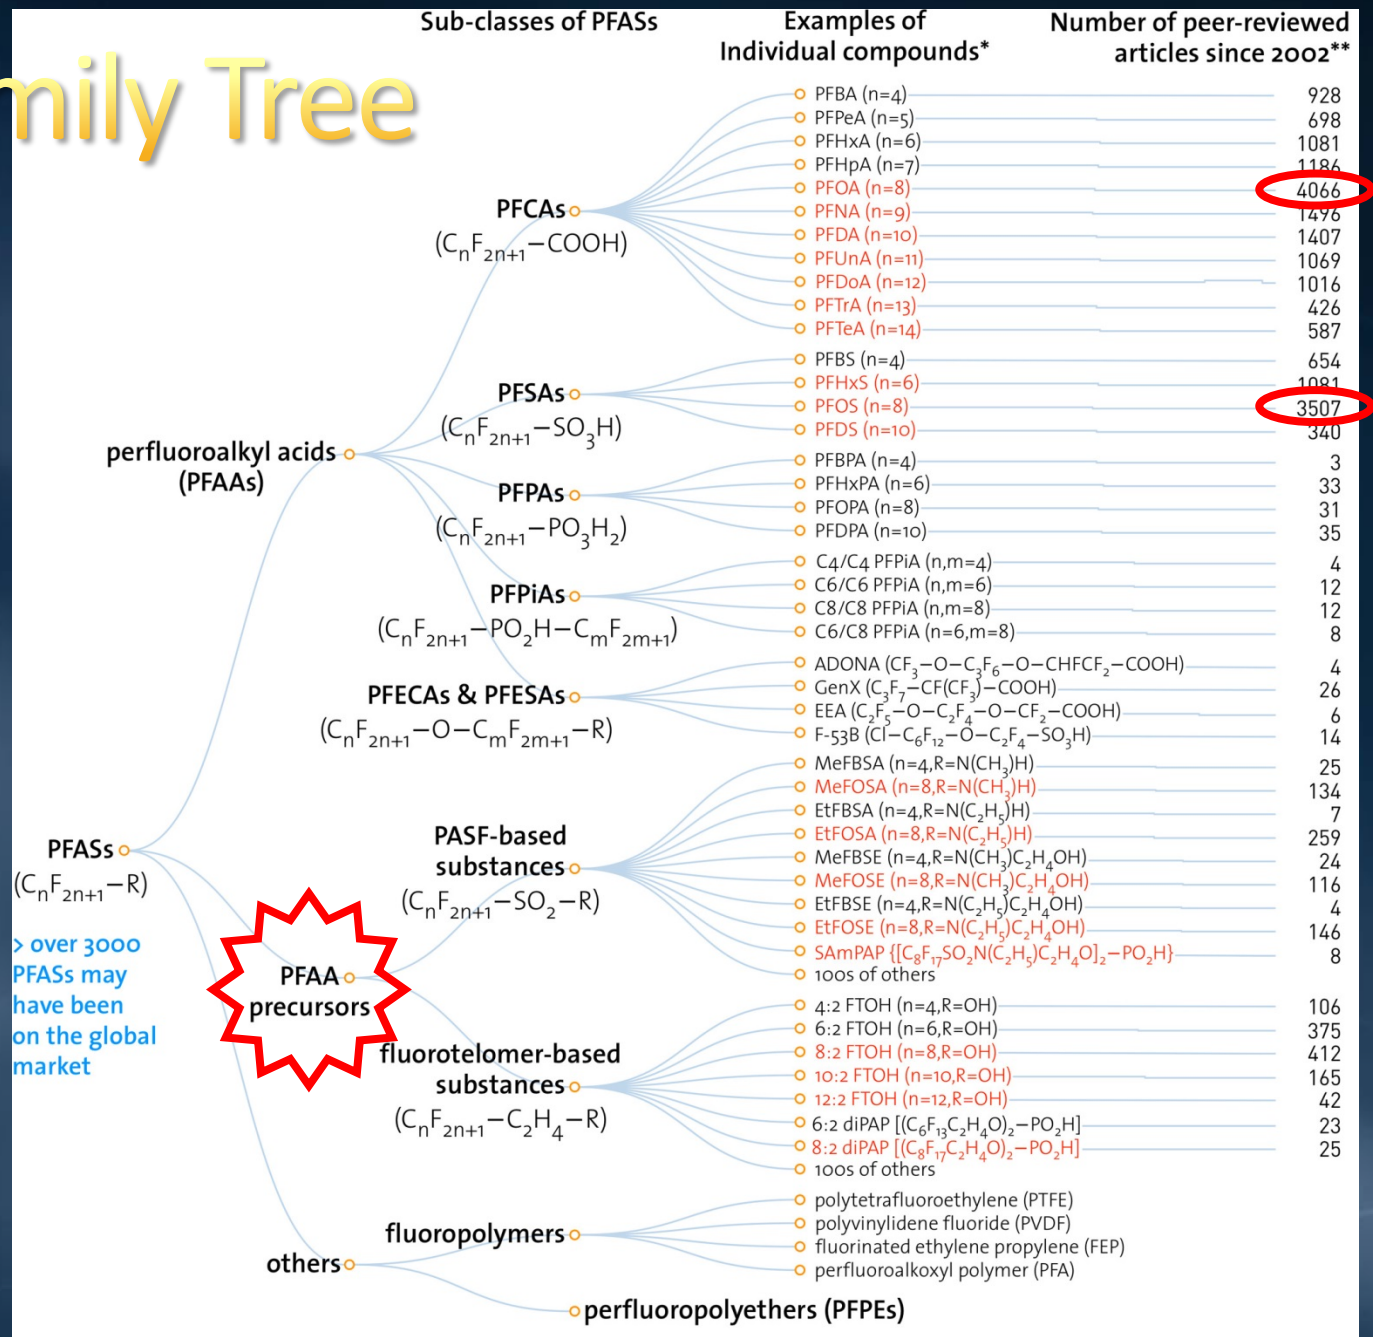 mily Tree
Sub-classes of PFASs
Examples of
Individual compounds*
Number of peer-reviewed
articles since 2002**
PFASs
(CₙF₂ₙ₊₁–R)
> over 3000
PFASs may
have been
on the global
market
perfluoroalkyl acids
(PFAAs)
PFCAs
(CₙF₂ₙ₊₁–COOH)
PFBA (n=4) 928
PFPeA (n=5) 698
PFHxA (n=6) 1081
PFHpA (n=7) 1186
PFOA (n=8) 4066
PFNA (n=9) 1496
PFDA (n=10) 1407
PFUnA (n=11) 1069
PFDoA (n=12) 1016
PFTrA (n=13) 426
PFTeA (n=14) 587
PFSAs
(CₙF₂ₙ₊₁–SO₃H)
PFBS (n=4) 654
PFHxS (n=6) 1081
PFOS (n=8) 3507
PFDS (n=10) 340
PFPAs
(CₙF₂ₙ₊₁–PO₃H₂)
PFBPA (n=4) 3
PFHxPA (n=6) 33
PFOPA (n=8) 31
PFDPA (n=10) 35
PFPiAs
(CₙF₂ₙ₊₁–PO₂H–CₘF₂ₘ₊₁)
C4/C4 PFPiA (n,m=4) 4
C6/C6 PFPiA (n,m=6) 12
C8/C8 PFPiA (n,m=8) 12
C6/C8 PFPiA (n=6,m=8) 8
PFECAs & PFESAs
(CₙF₂ₙ₊₁–O–CₘF₂ₘ₊₁–R)
ADONA (CF₃–O–C₃F₆–O–CHFCF₂–COOH) 4
GenX (C₃F₇–CF(CF₃)–COOH) 26
EEA (C₂F₅–O–C₂F₄–O–CF₂–COOH) 6
F-53B (Cl–C₆F₁₂–O–C₂F₄–SO₃H) 14
PFAA
precursors
PASF-based
substances
(CₙF₂ₙ₊₁–SO₂–R)
MeFBSA (n=4,R=N(CH₃)H) 25
MeFOSA (n=8,R=N(CH₃)H) 134
EtFBSA (n=4,R=N(C₂H₅)H) 7
EtFOSA (n=8,R=N(C₂H₅)H) 259
MeFBSE (n=4,R=N(CH₃)C₂H₄OH) 24
MeFOSE (n=8,R=N(CH₃)C₂H₄OH) 116
EtFBSE (n=4,R=N(C₂H₅)C₂H₄OH) 4
EtFOSE (n=8,R=N(C₂H₅)C₂H₄OH) 146
SAmPAP {[C₈F₁₇SO₂N(C₂H₅)C₂H₄O]₂–PO₂H} 8
100s of others
fluorotelomer-based
substances
(CₙF₂ₙ₊₁–C₂H₄–R)
4:2 FTOH (n=4,R=OH) 106
6:2 FTOH (n=6,R=OH) 375
8:2 FTOH (n=8,R=OH) 412
10:2 FTOH (n=10,R=OH) 165
12:2 FTOH (n=12,R=OH) 42
6:2 diPAP [(C₆F₁₃C₂H₄O)₂–PO₂H] 23
8:2 diPAP [(C₈F₁₇C₂H₄O)₂–PO₂H] 25
100s of others
others
fluoropolymers
polytetrafluoroethylene (PTFE)
polyvinylidene fluoride (PVDF)
fluorinated ethylene propylene (FEP)
perfluoroalkoxyl polymer (PFA)
perfluoropolyethers (PFPEs)